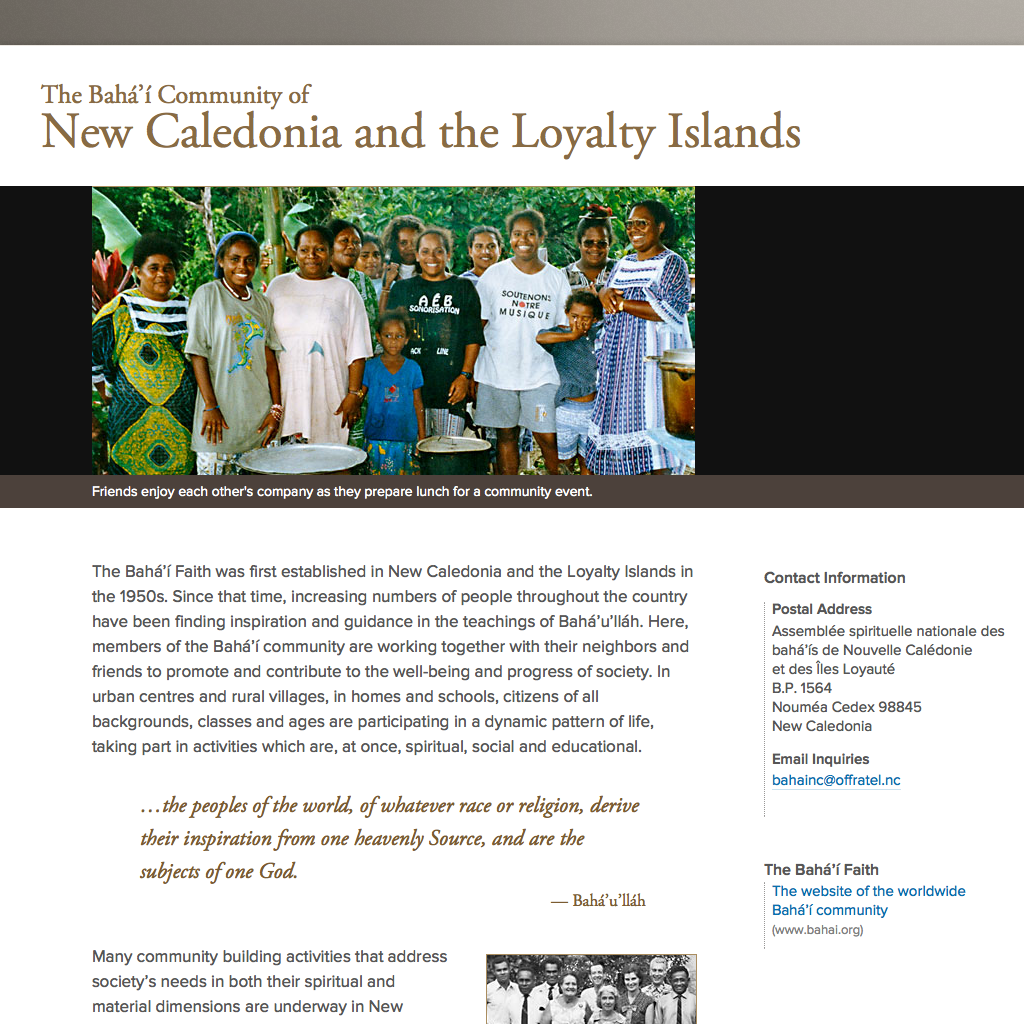 The Bahá’í Community of
New Caledonia and the Loyalty Islands
AËB
SONORISATION
LINE
SOUTENONS
NOTRE
MUSIQUE
Friends enjoy each other's company as they prepare lunch for a community event.
The Bahá’í Faith was first established in New Caledonia and the Loyalty Islands in
the 1950s. Since that time, increasing numbers of people throughout the country
have been finding inspiration and guidance in the teachings of Bahá’u’lláh. Here,
members of the Bahá’í community are working together with their neighbors and
friends to promote and contribute to the well-being and progress of society. In
urban centres and rural villages, in homes and schools, citizens of all
backgrounds, classes and ages are participating in a dynamic pattern of life,
taking part in activities which are, at once, spiritual, social and educational.
…the peoples of the world, of whatever race or religion, derive
their inspiration from one heavenly Source, and are the
subjects of one God.
— Bahá’u’lláh
Many community building activities that address
society’s needs in both their spiritual and
material dimensions are underway in New
Contact Information
Postal Address
Assemblée spirituelle nationale des
bahá’ís de Nouvelle Calédonie
et des Îles Loyauté
B.P. 1564
Nouméa Cedex 98845
New Caledonia
Email Inquiries
bahainc@offratel.nc
The Bahá’í Faith
The website of the worldwide
Bahá’í community
(www.bahai.org)